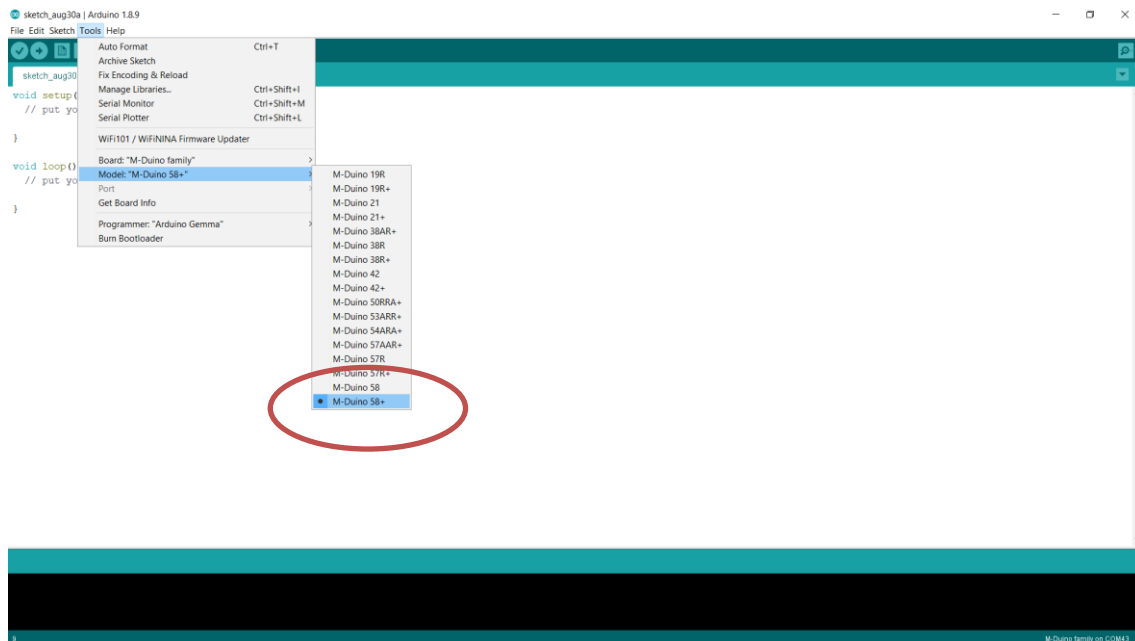 sketch_aug30a | Arduino 1.8.9
File Edit Sketch Tools Help
sketch_aug30
Auto Format Ctrl+T
Archive Sketch
Fix Encoding & Reload
Manage Libraries... Ctrl+Shift+I
Serial Monitor Ctrl+Shift+M
Serial Plotter Ctrl+Shift+L
WiFi101 / WiFiNINA Firmware Updater
Board: "M-Duino family"
Model: "M-Duino 58+"
Port
Get Board Info
Programmer: "Arduino Gemma"
Burn Bootloader
void setup(
// put yo
}
void loop()
// put yo
}
M-Duino 19R
M-Duino 19R+
M-Duino 21
M-Duino 21+
M-Duino 38AR+
M-Duino 38R
M-Duino 38R+
M-Duino 42
M-Duino 42+
M-Duino 50RRA+
M-Duino 53ARR+
M-Duino 54ARA+
M-Duino 57AAR+
M-Duino 57R
M-Duino 57R+
M-Duino 58
M-Duino 58+
9
M-Duino family on COM43